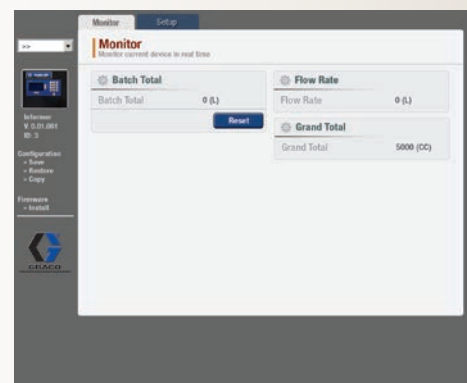 Monitor
Setup
>>
Monitor
Monitor current device in real time
Batch Total
Batch Total 0 (L)
Reset
Flow Rate
Flow Rate 0 (L)
Grand Total
Grand Total 5000 (CC)
Informer
V. 0.01.001
ID: 3
Configuration
» Save
» Restore
» Copy
Firmware
» Install
GRACO